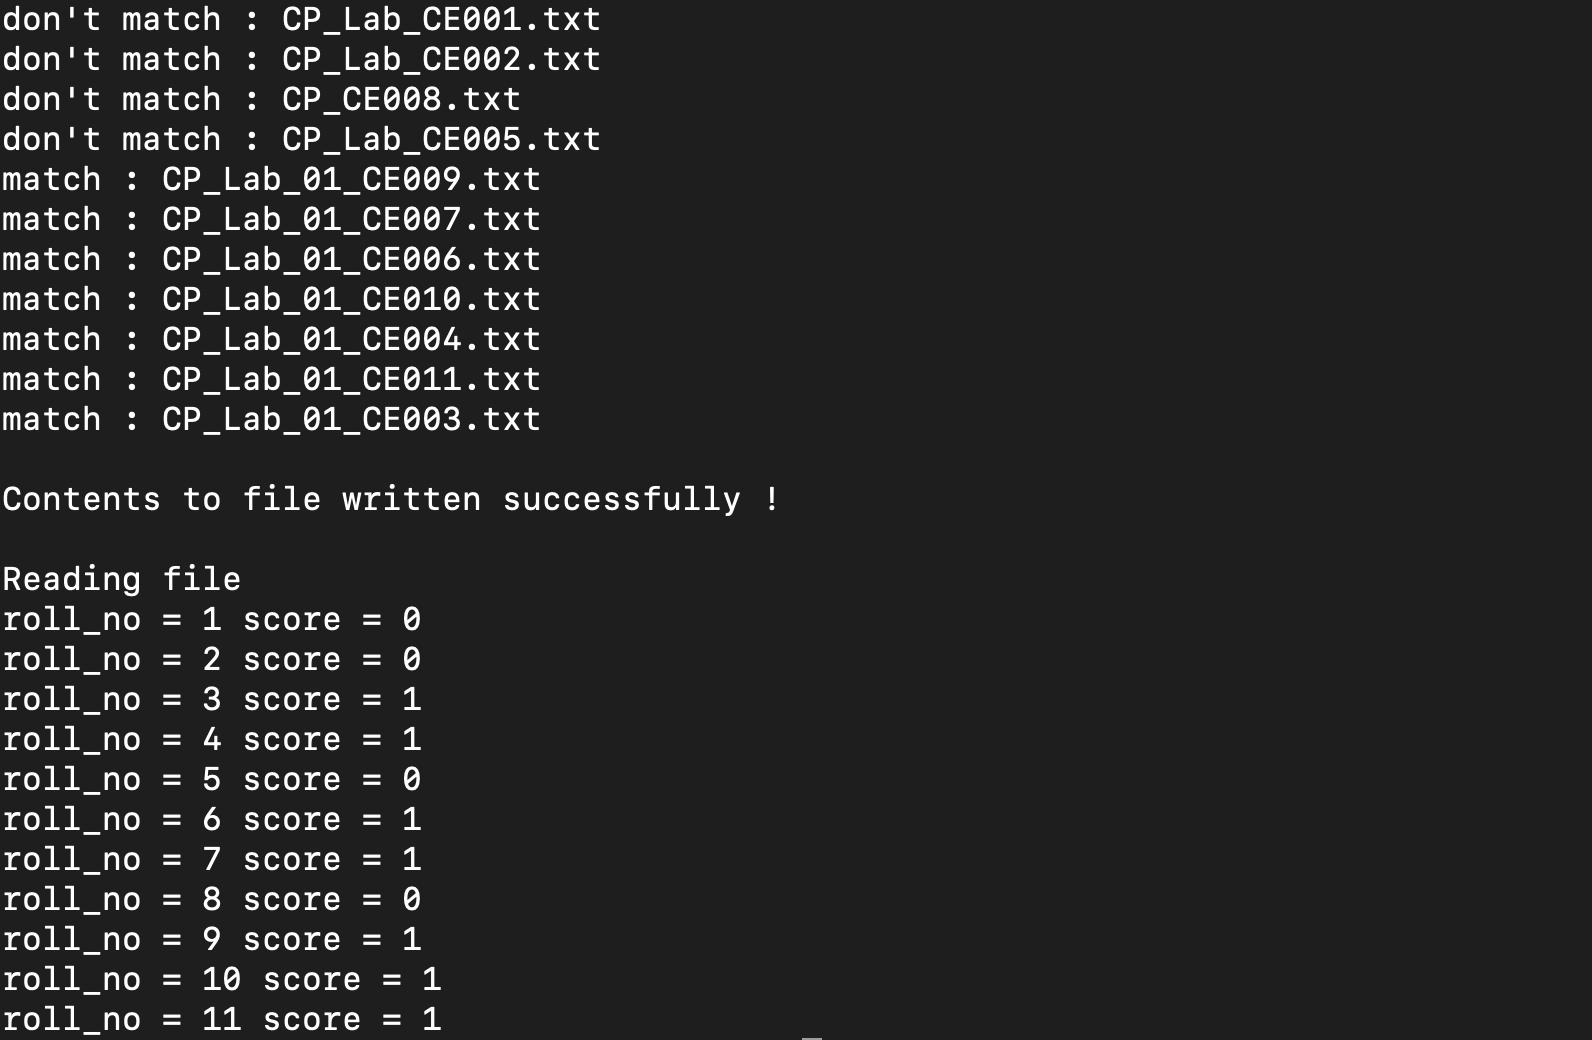 don't match : CP_Lab_CE001.txt
don't match : CP_Lab_CE002.txt
don't match : CP_CE008.txt
don't match : CP_Lab_CE005.txt
match : CP_Lab_01_CE009.txt
match : CP_Lab_01_CE007.txt
match : CP_Lab_01_CE006.txt
match : CP_Lab_01_CE010.txt
match : CP_Lab_01_CE004.txt
match : CP_Lab_01_CE011.txt
match : CP_Lab_01_CE003.txt

Contents to file written successfully !

Reading file
roll_no = 1 score = 0
roll_no = 2 score = 0
roll_no = 3 score = 1
roll_no = 4 score = 1
roll_no = 5 score = 0
roll_no = 6 score = 1
roll_no = 7 score = 1
roll_no = 8 score = 0
roll_no = 9 score = 1
roll_no = 10 score = 1
roll_no = 11 score = 1